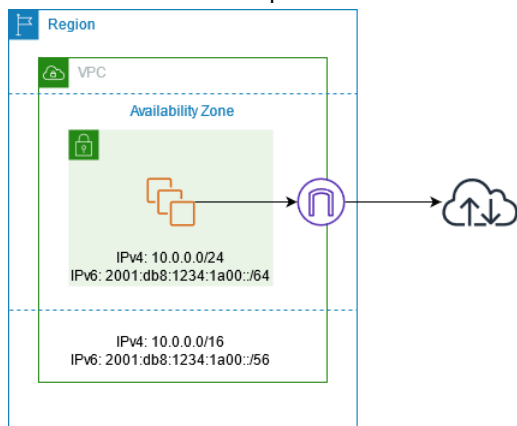 Region
VPC
Availability Zone
IPv4: 10.0.0.0/24
IPv6: 2001:db8:1234:1a00::/64
IPv4: 10.0.0.0/16
IPv6: 2001:db8:1234:1a00::/56